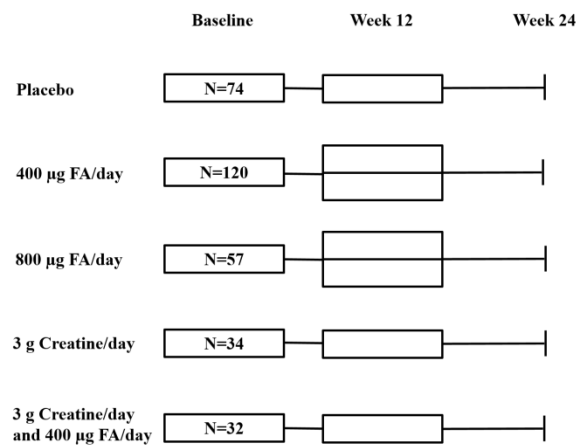 Baseline Week 12 Week 24
Placebo N=74
400 µg FA/day N=120
800 µg FA/day N=57
3 g Creatine/day N=34
3 g Creatine/day
and 400 µg FA/day N=32